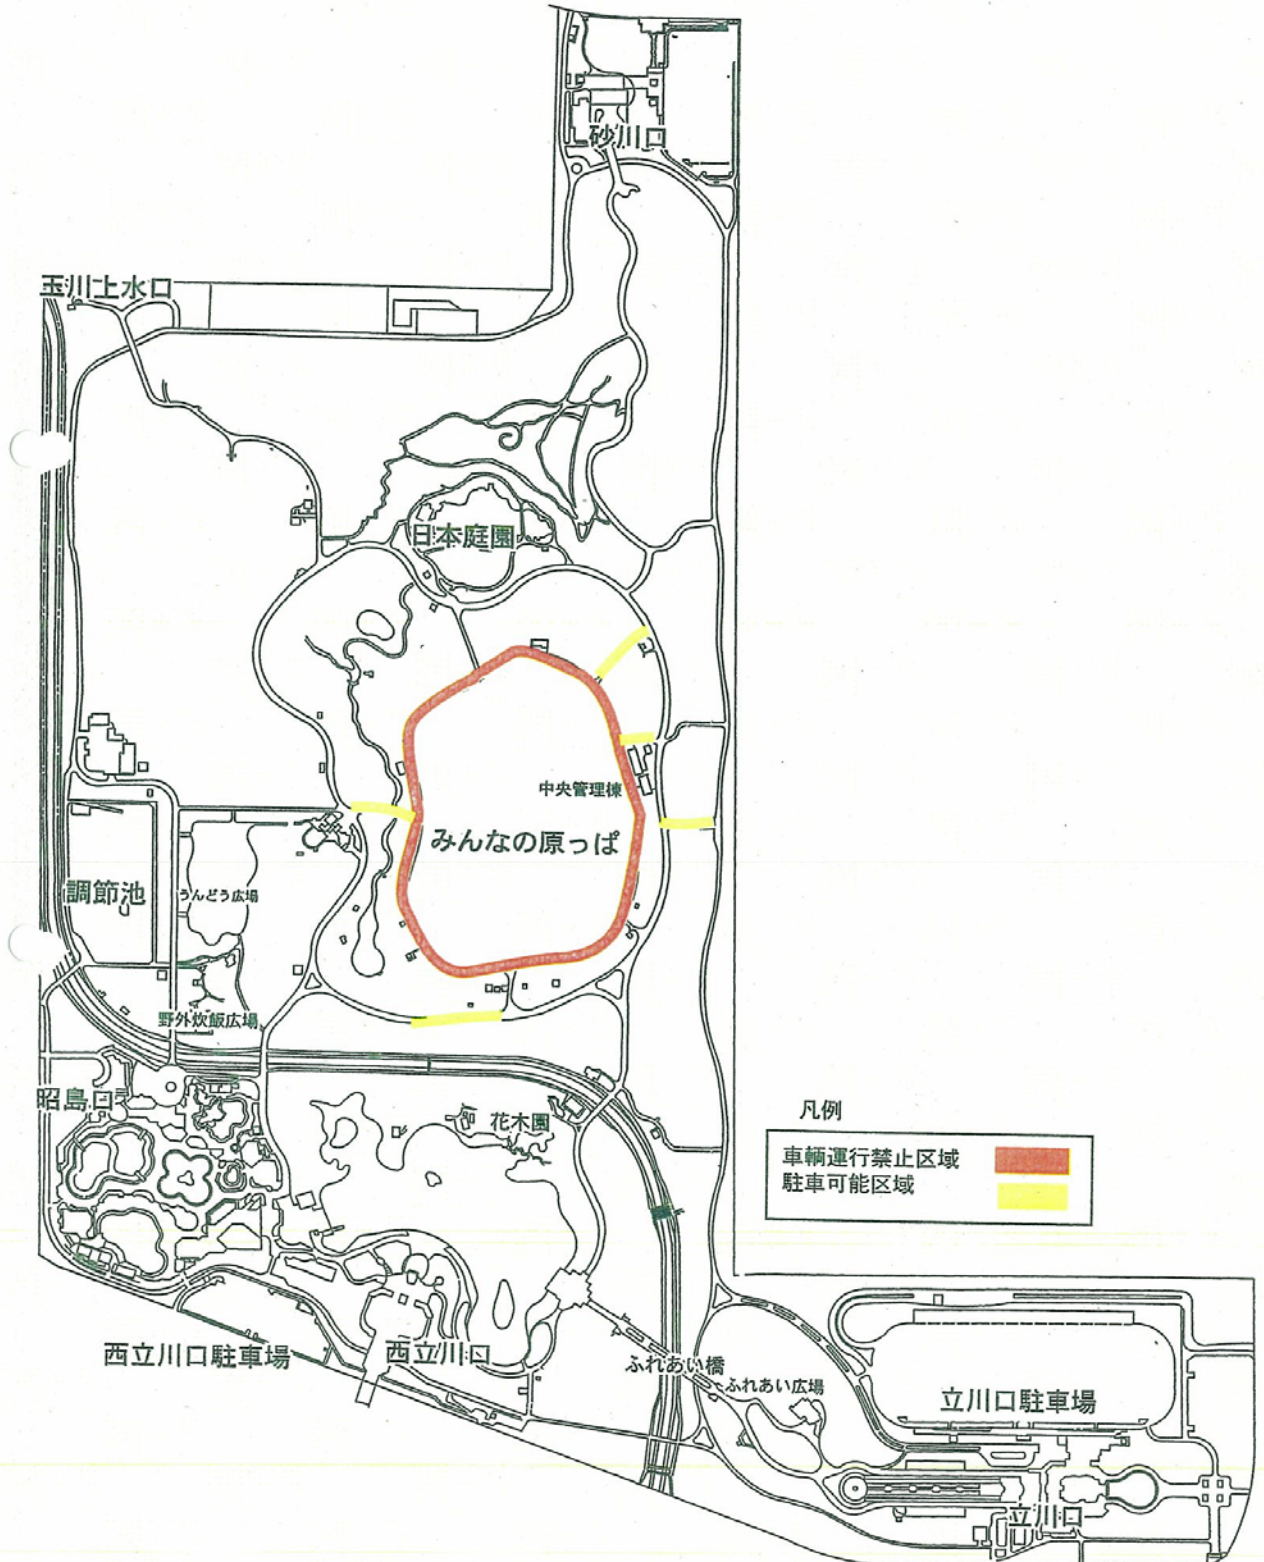 砂川口
玉川上水口
日本庭園
中央管理棟
みんなの原っぱ
調節池
うんどう広場
野外炊飯広場
昭島口
花木園
凡例
車輌運行禁止区域
駐車可能区域
西立川口駐車場
西立川口
ふれあい橋
ふれあい広場
立川口駐車場
立川口